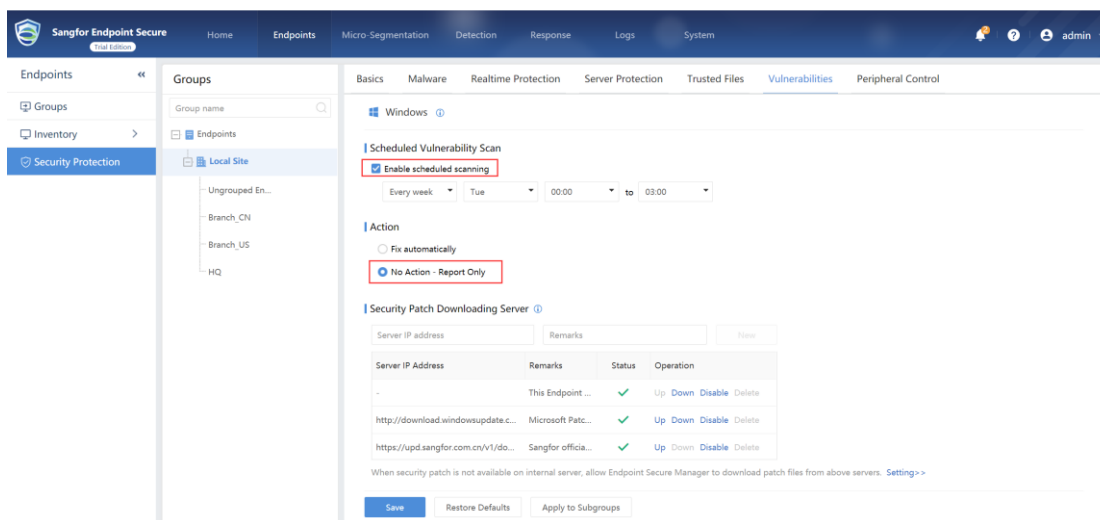 Sangfor Endpoint Secure
Trial Edition
Home Endpoints Micro-Segmentation Detection Response Logs System
admin
Endpoints «
Groups
Inventory >
Security Protection
Groups
Group name
Endpoints
Local Site
Ungrouped En...
Branch_CN
Branch_US
HQ
Basics Malware Realtime Protection Server Protection Trusted Files Vulnerabilities Peripheral Control
Windows
Scheduled Vulnerability Scan
Enable scheduled scanning
Every week Tue 00:00 to 03:00
Action
Fix automatically
No Action - Report Only
Security Patch Downloading Server
Server IP address Remarks New
Server IP Address Remarks Status Operation
- This Endpoint ... Up Down Disable Delete
http://download.windowsupdate.c... Microsoft Patc... Up Down Disable Delete
https://upd.sangfor.com.cn/v1/do... Sangfor officia... Up Down Disable Delete
When security patch is not available on internal server, allow Endpoint Secure Manager to download patch files from above servers. Setting>>
Save Restore Defaults Apply to Subgroups